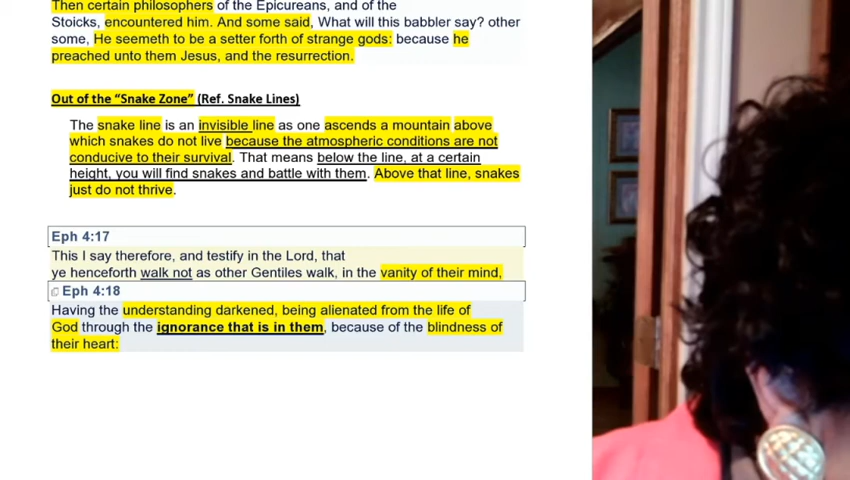 Then certain philosophers of the Epicureans, and of the
Stoicks, encountered him. And some said, What will this babbler say? other
some, He seemeth to be a setter forth of strange gods: because he
preached unto them Jesus, and the resurrection.
Out of the “Snake Zone” (Ref. Snake Lines)
The snake line is an invisible line as one ascends a mountain above
which snakes do not live because the atmospheric conditions are not
conducive to their survival. That means below the line, at a certain
height, you will find snakes and battle with them. Above that line, snakes
just do not thrive.
Eph 4:17
This I say therefore, and testify in the Lord, that
ye henceforth walk not as other Gentiles walk, in the vanity of their mind,
Eph 4:18
Having the understanding darkened, being alienated from the life of
God through the ignorance that is in them, because of the blindness of
their heart: